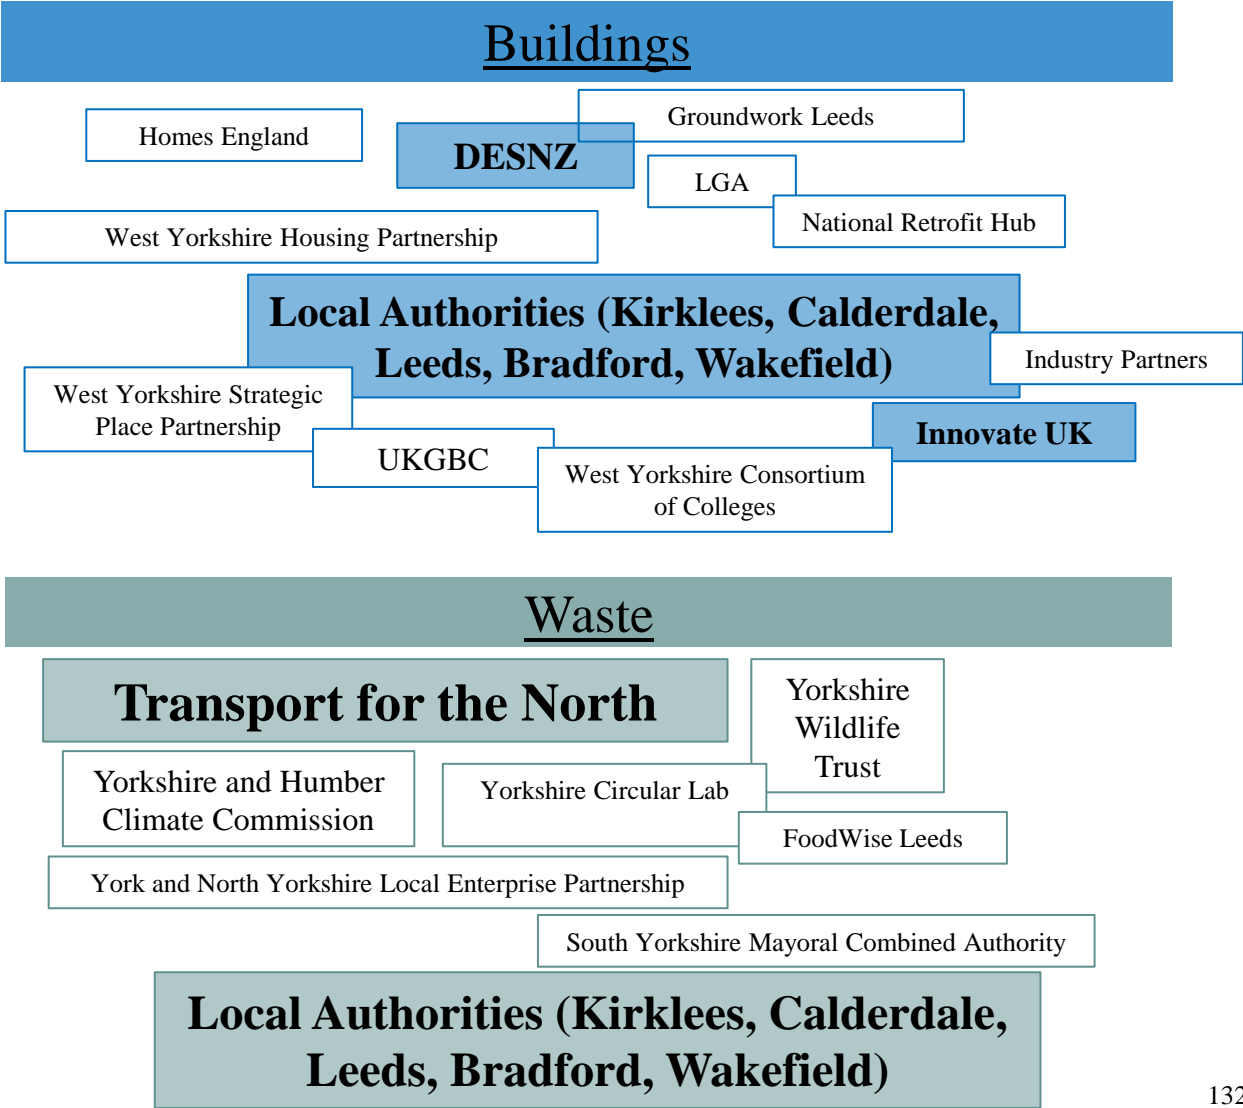 Buildings
Groundwork Leeds
Homes England
DESNZ
LGA
National Retrofit Hub
West Yorkshire Housing Partnership
Local Authorities (Kirklees, Calderdale,
Leeds, Bradford, Wakefield)
Industry Partners
West Yorkshire Strategic
Place Partnership
Innovate UK
UKGBC
West Yorkshire Consortium
of Colleges
Waste
Transport for the North
Yorkshire
Wildlife
Trust
Yorkshire and Humber
Climate Commission
Yorkshire Circular Lab
FoodWise Leeds
York and North Yorkshire Local Enterprise Partnership
South Yorkshire Mayoral Combined Authority
Local Authorities (Kirklees, Calderdale,
Leeds, Bradford, Wakefield)
132